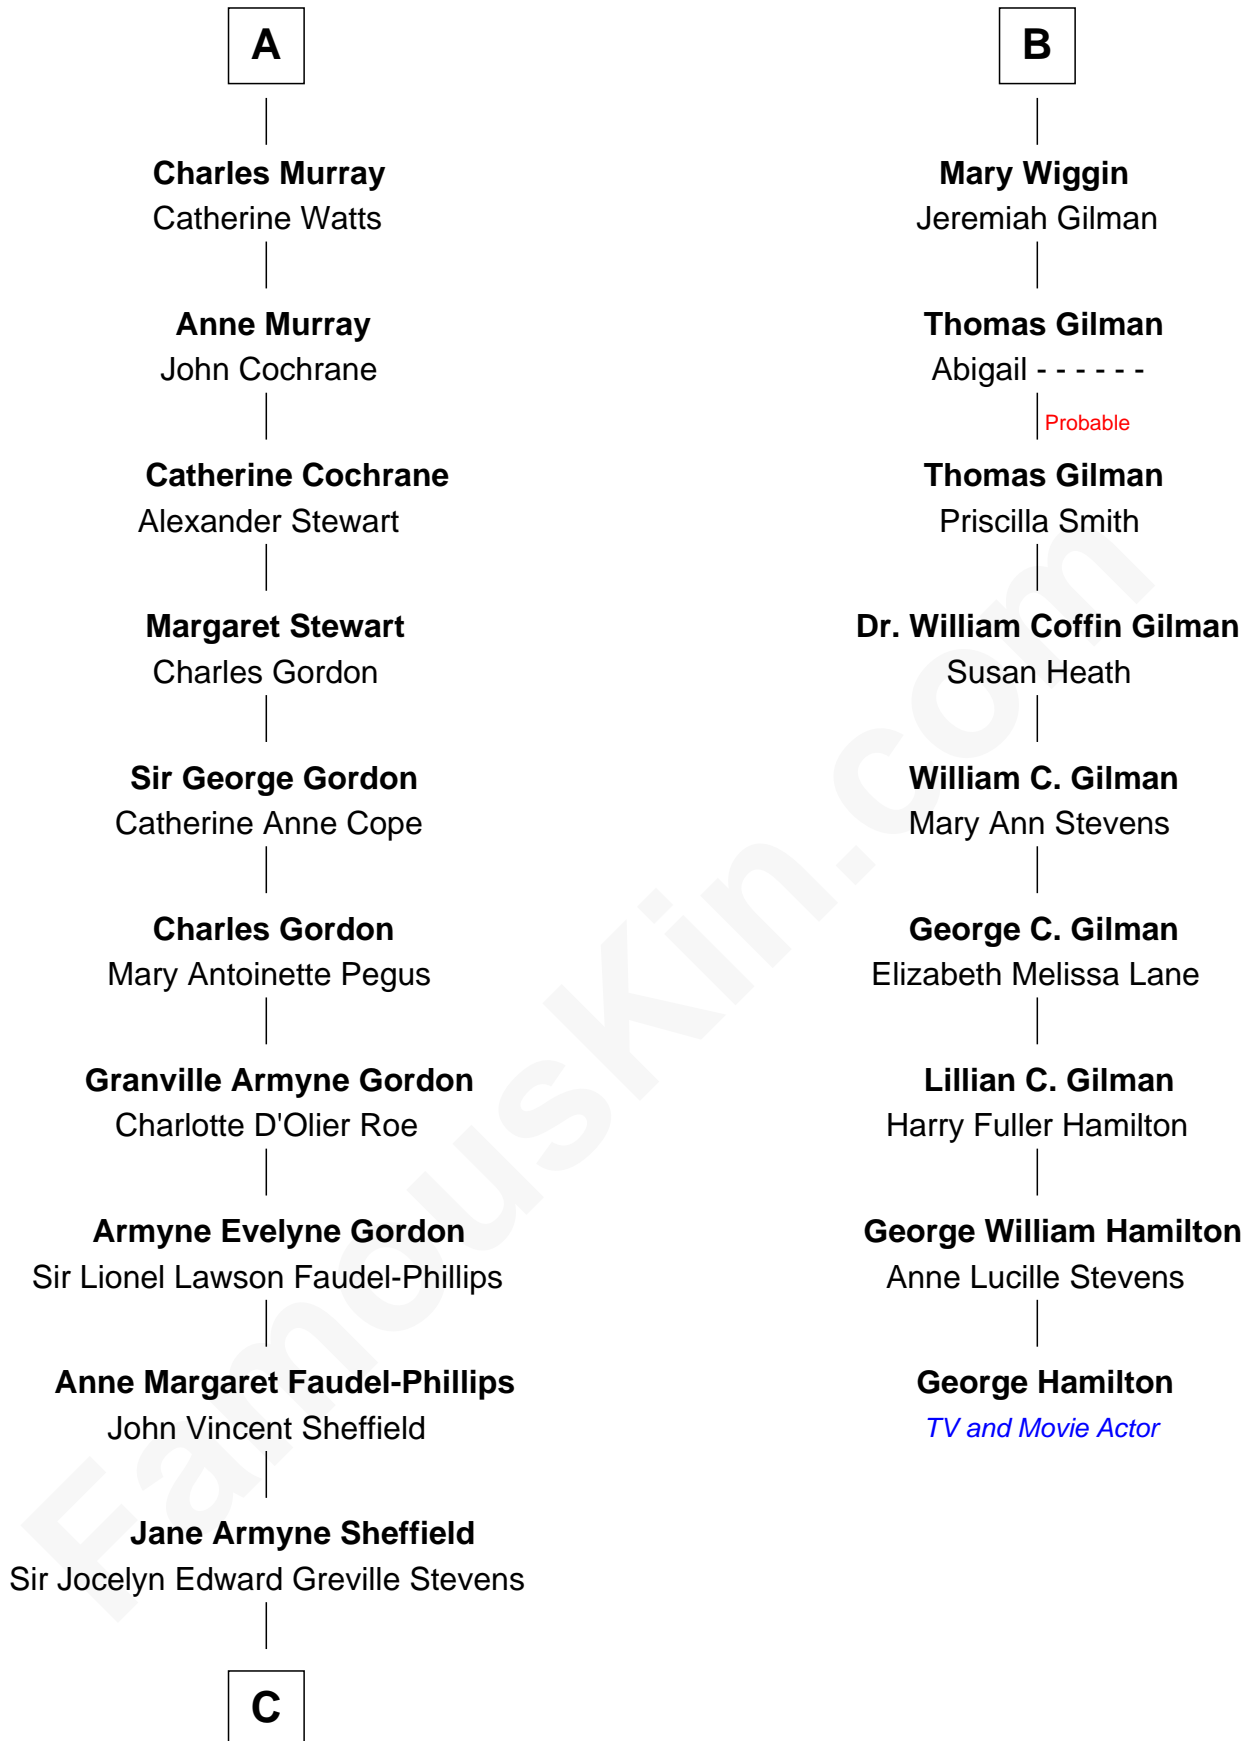 A
Charles Murray
Catherine Watts
Anne Murray
John Cochrane
Catherine Cochrane
Alexander Stewart
Margaret Stewart
Charles Gordon
Sir George Gordon
Catherine Anne Cope
Charles Gordon
Mary Antoinette Pegus
Granville Armyne Gordon
Charlotte D'Olier Roe
Armyne Evelyne Gordon
Sir Lionel Lawson Faudel-Phillips
Anne Margaret Faudel-Phillips
John Vincent Sheffield
Jane Armyne Sheffield
Sir Jocelyn Edward Greville Stevens
C
B
Mary Wiggin
Jeremiah Gilman
Thomas Gilman
Abigail - - - - - -
Probable
Thomas Gilman
Priscilla Smith
Dr. William Coffin Gilman
Susan Heath
William C. Gilman
Mary Ann Stevens
George C. Gilman
Elizabeth Melissa Lane
Lillian C. Gilman
Harry Fuller Hamilton
George William Hamilton
Anne Lucille Stevens
George Hamilton
TV and Movie Actor
FamousKin.com